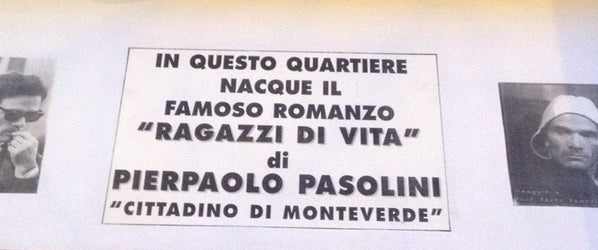 IN QUESTO QUARTIERE
NACQUE IL
FAMOSO ROMANZO
"RAGAZZI DI VITA"
di
PIERPAOLO PASOLINI
"CITTADINO DI MONTEVERDE"